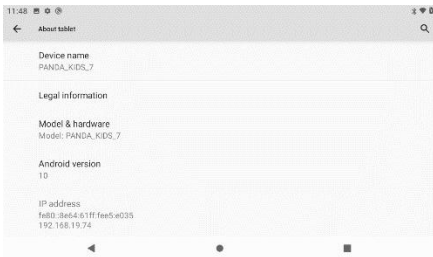 11:48
About tablet
Device name
PANDA_KIDS_7
Legal information
Model & hardware
Model: PANDA_KIDS_7
Android version
10
IP address
fe80::8e64:61ff:fee5:e035
192.168.19.74